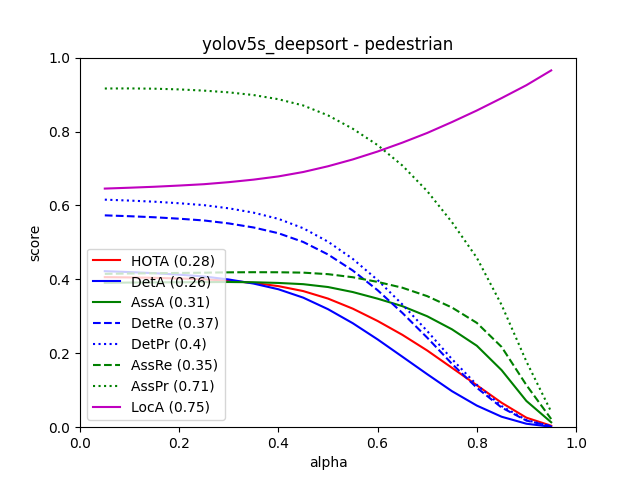 yolov5s_deepsort - pedestrian
score
1.0
0.8
0.6
0.4
0.2
0.0
HOTA (0.28)
DetA (0.26)
AssA (0.31)
DetRe (0.37)
DetPr (0.4)
AssRe (0.35)
AssPr (0.71)
LocA (0.75)
0.0 0.2 0.4 0.6 0.8 1.0
alpha